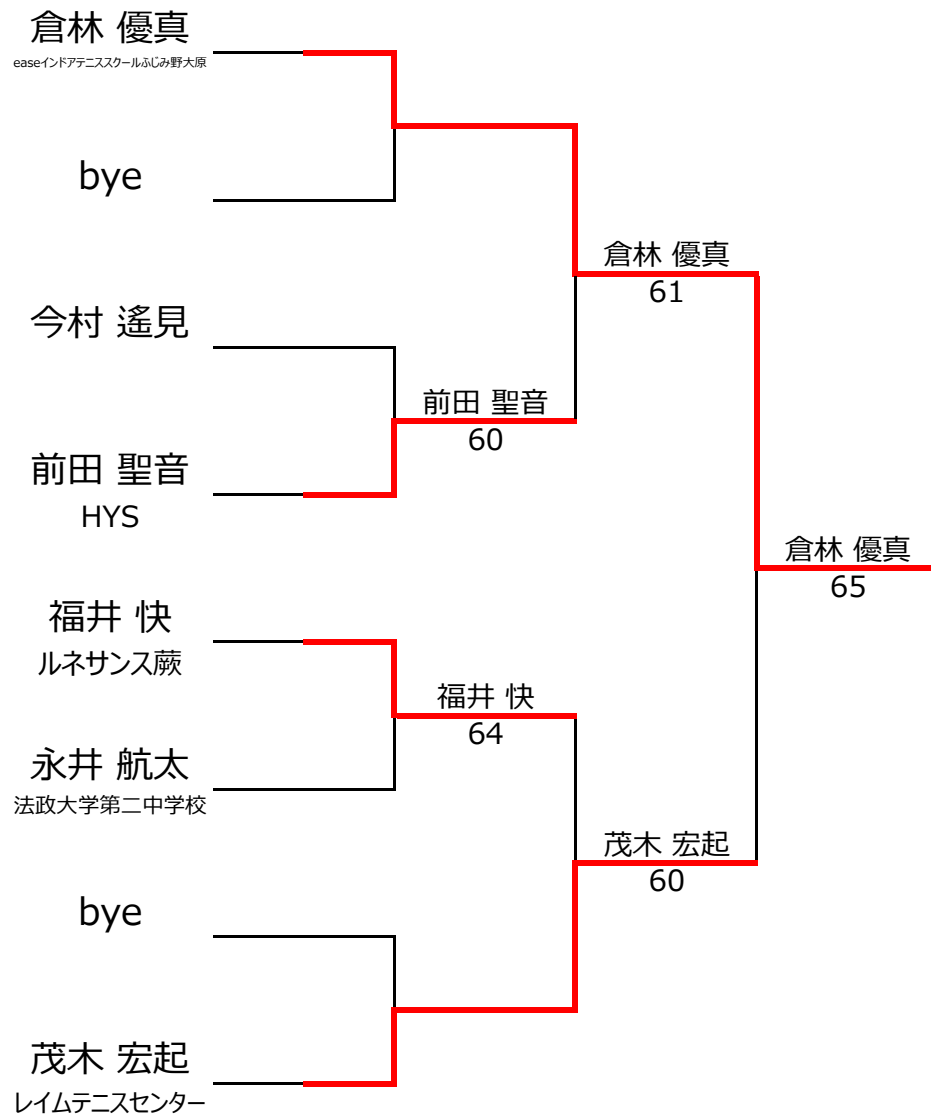 倉林 優真
easeインドアテニススクールふじみ野大原
bye
今村 遙見
前田 聖音
HYS
福井 快
ルネサンス蕨
永井 航太
法政大学第二中学校
bye
茂木 宏起
レイムテニスセンター
前田 聖音
60
福井 快
64
倉林 優真
61
茂木 宏起
60
倉林 優真
65